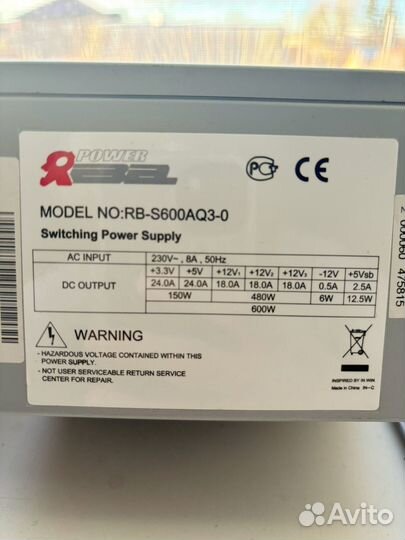 POWER
MODEL NO:RB-S600AQ3-0
Switching Power Supply
AC INPUT 230V~ , 8A , 50Hz
DC OUTPUT +3.3V +5V +12V1 +12V2 +12V3 -12V +5Vsb
24.0A 24.0A 18.0A 18.0A 18.0A 0.5A 2.5A
150W 480W 6W 12.5W
600W
WARNING
- HAZARDOUS VOLTAGE CONTAINED WITHIN THIS
POWER SUPPLY.
- NOT USER SERVICEABLE RETURN SERVICE
CENTER FOR REPAIR.
INSPIRED BY IN WIN
Made in China IN-C
475815
Avito